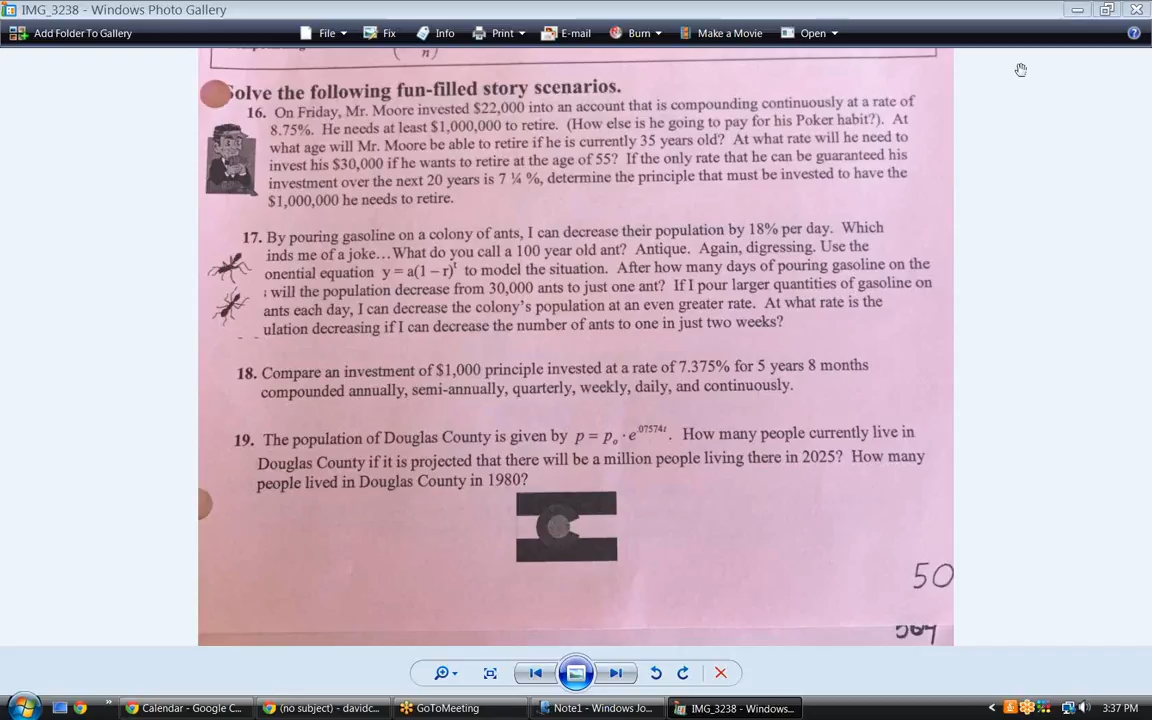 IMG_3238 - Windows Photo Gallery
Add Folder To Gallery File Fix Info Print E-mail Burn Make a Movie Open
n
Solve the following fun-filled story scenarios.
16. On Friday, Mr. Moore invested $22,000 into an account that is compounding continuously at a rate of
8.75%. He needs at least $1,000,000 to retire. (How else is he going to pay for his Poker habit?). At
what age will Mr. Moore be able to retire if he is currently 35 years old? At what rate will he need to
invest his $30,000 if he wants to retire at the age of 55? If the only rate that he can be guaranteed his
investment over the next 20 years is 7 ¼ %, determine the principle that must be invested to have the
$1,000,000 he needs to retire.
17. By pouring gasoline on a colony of ants, I can decrease their population by 18% per day. Which
inds me of a joke…What do you call a 100 year old ant? Antique. Again, digressing. Use the
onential equation y = a(1 – r)^t to model the situation. After how many days of pouring gasoline on the
; will the population decrease from 30,000 ants to just one ant? If I pour larger quantities of gasoline on
ants each day, I can decrease the colony's population at an even greater rate. At what rate is the
ulation decreasing if I can decrease the number of ants to one in just two weeks?
18. Compare an investment of $1,000 principle invested at a rate of 7.375% for 5 years 8 months
compounded annually, semi-annually, quarterly, weekly, daily, and continuously.
19. The population of Douglas County is given by p = p₀ · e^.07574t. How many people currently live in
Douglas County if it is projected that there will be a million people living there in 2025? How many
people lived in Douglas County in 1980?
50
Calendar - Google C... (no subject) - davidc... GoToMeeting Note1 - Windows Jo... IMG_3238 - Windows... 3:37 PM